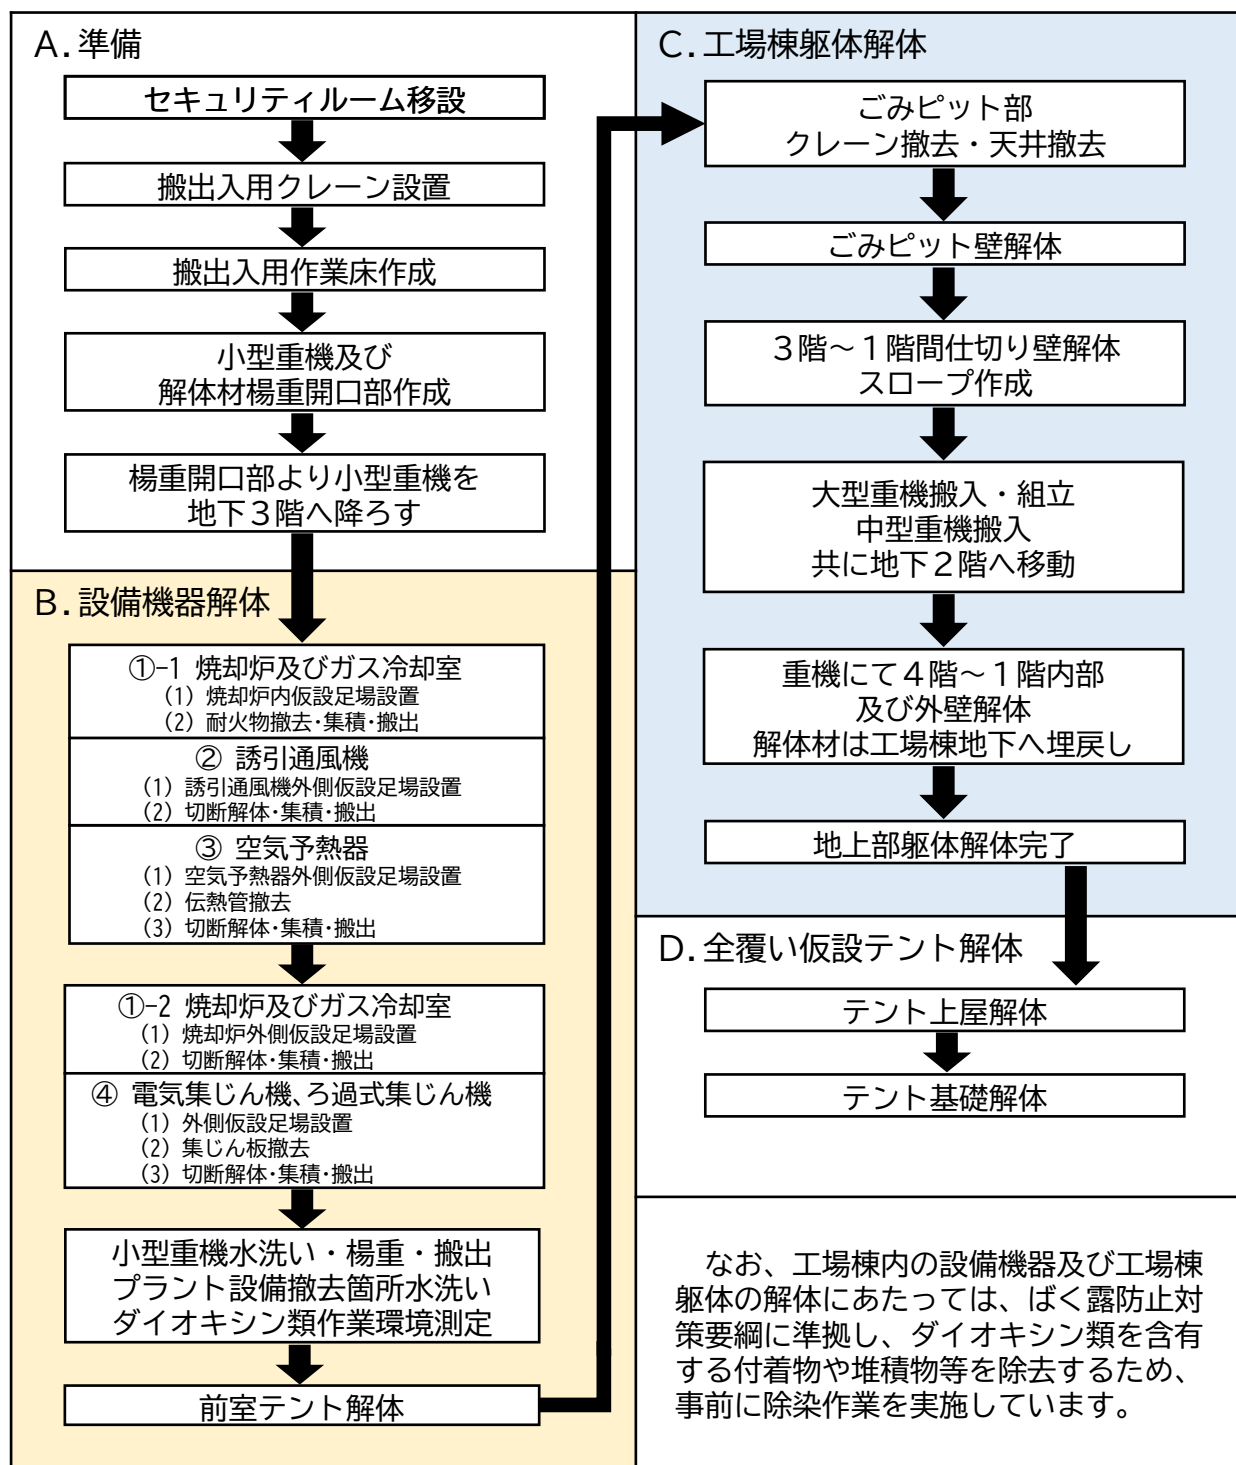 A.準備
セキュリティルーム移設
搬出入用クレーン設置
搬出入用作業床作成
小型重機及び
解体材楊重開口部作成
楊重開口部より小型重機を
地下３階へ降ろす
B.設備機器解体
①-1 焼却炉及びガス冷却室
(1) 焼却炉内仮設足場設置
(2) 耐火物撤去・集積・搬出
② 誘引通風機
(1) 誘引通風機外側仮設足場設置
(2) 切断解体・集積・搬出
③ 空気予熱器
(1) 空気予熱器外側仮設足場設置
(2) 伝熱管撤去
(3) 切断解体・集積・搬出
①-2 焼却炉及びガス冷却室
(1) 焼却炉外側仮設足場設置
(2) 切断解体・集積・搬出
④ 電気集じん機、ろ過式集じん機
(1) 外側仮設足場設置
(2) 集じん板撤去
(3) 切断解体・集積・搬出
小型重機水洗い・楊重・搬出
プラント設備撤去箇所水洗い
ダイオキシン類作業環境測定
前室テント解体
C.工場棟躯体解体
ごみピット部
クレーン撤去・天井撤去
ごみピット壁解体
３階～１階間仕切り壁解体
スロープ作成
大型重機搬入・組立
中型重機搬入
共に地下２階へ移動
重機にて４階～１階内部
及び外壁解体
解体材は工場棟地下へ埋戻し
地上部躯体解体完了
D.全覆い仮設テント解体
テント上屋解体
テント基礎解体
なお、工場棟内の設備機器及び工場棟
躯体の解体にあたっては、ばく露防止対
策要綱に準拠し、ダイオキシン類を含有
する付着物や堆積物等を除去するため、
事前に除染作業を実施しています。